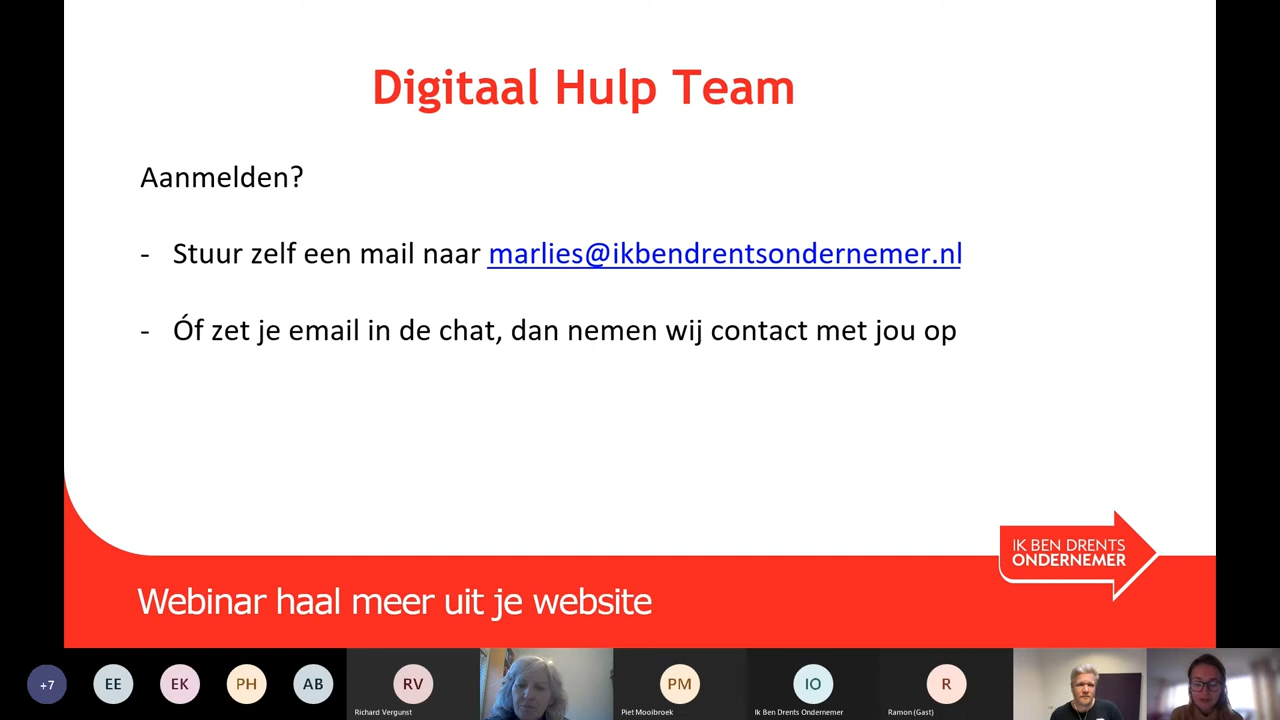 Digitaal Hulp Team
Aanmelden?
- Stuur zelf een mail naar marlies@ikbendrentsondernemer.nl
- Óf zet je email in de chat, dan nemen wij contact met jou op
IK BEN DRENTS
ONDERNEMER
Webinar haal meer uit je website
+7
EE
EK
PH
AB
RV
PM
IO
R
Richard Vergunst
Piet Mooibroek
Ik Ben Drents Ondernemer
Ramon (Gast)